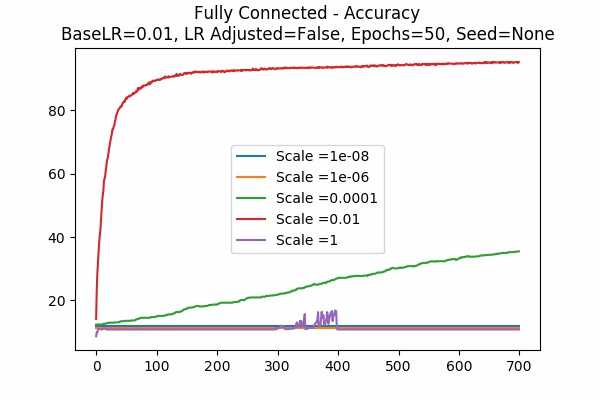 Fully Connected - Accuracy
BaseLR=0.01, LR Adjusted=False, Epochs=50, Seed=None
80
60
40
20
Scale =1e-08
Scale =1e-06
Scale =0.0001
Scale =0.01
Scale =1
0 100 200 300 400 500 600 700